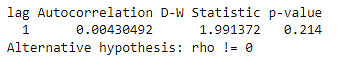 lag Autocorrelation D-W Statistic p-value
1 0.00430492 1.991372 0.214
Alternative hypothesis: rho != 0